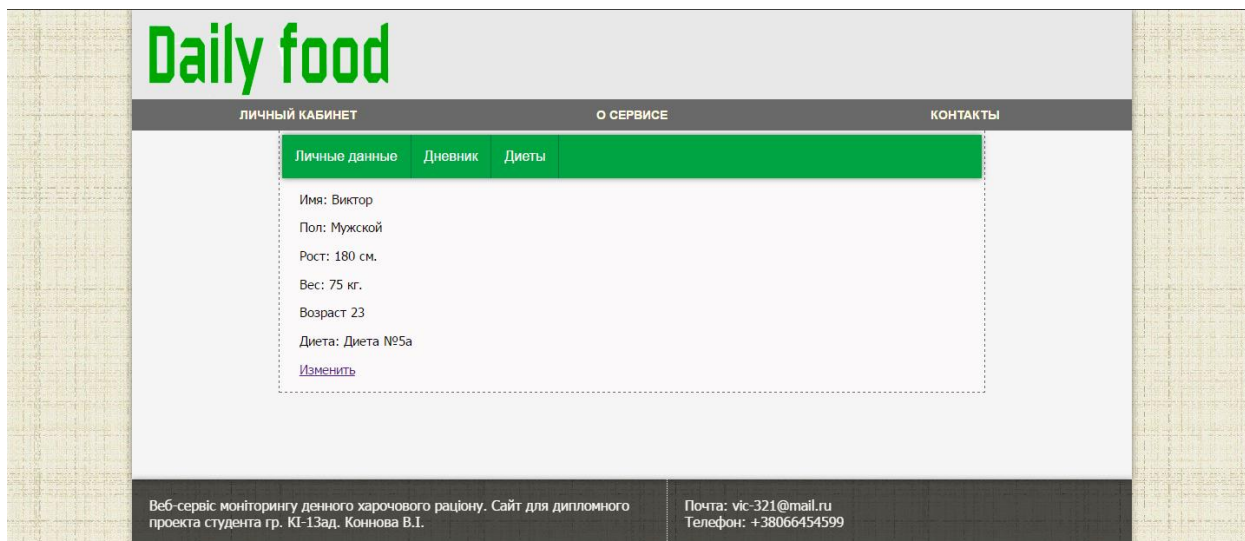 Daily food
ЛИЧНЫЙ КАБИНЕТ О СЕРВИСЕ КОНТАКТЫ
Личные данные Дневник Диеты
Имя: Виктор
Пол: Мужской
Рост: 180 см.
Вес: 75 кг.
Возраст 23
Диета: Диета №5а
Изменить
Веб-сервіс моніторингу денного харочового раціону. Сайт для дипломного
проекта студента гр. КІ-13ад. Коннова В.І.
Почта: vic-321@mail.ru
Телефон: +38066454599